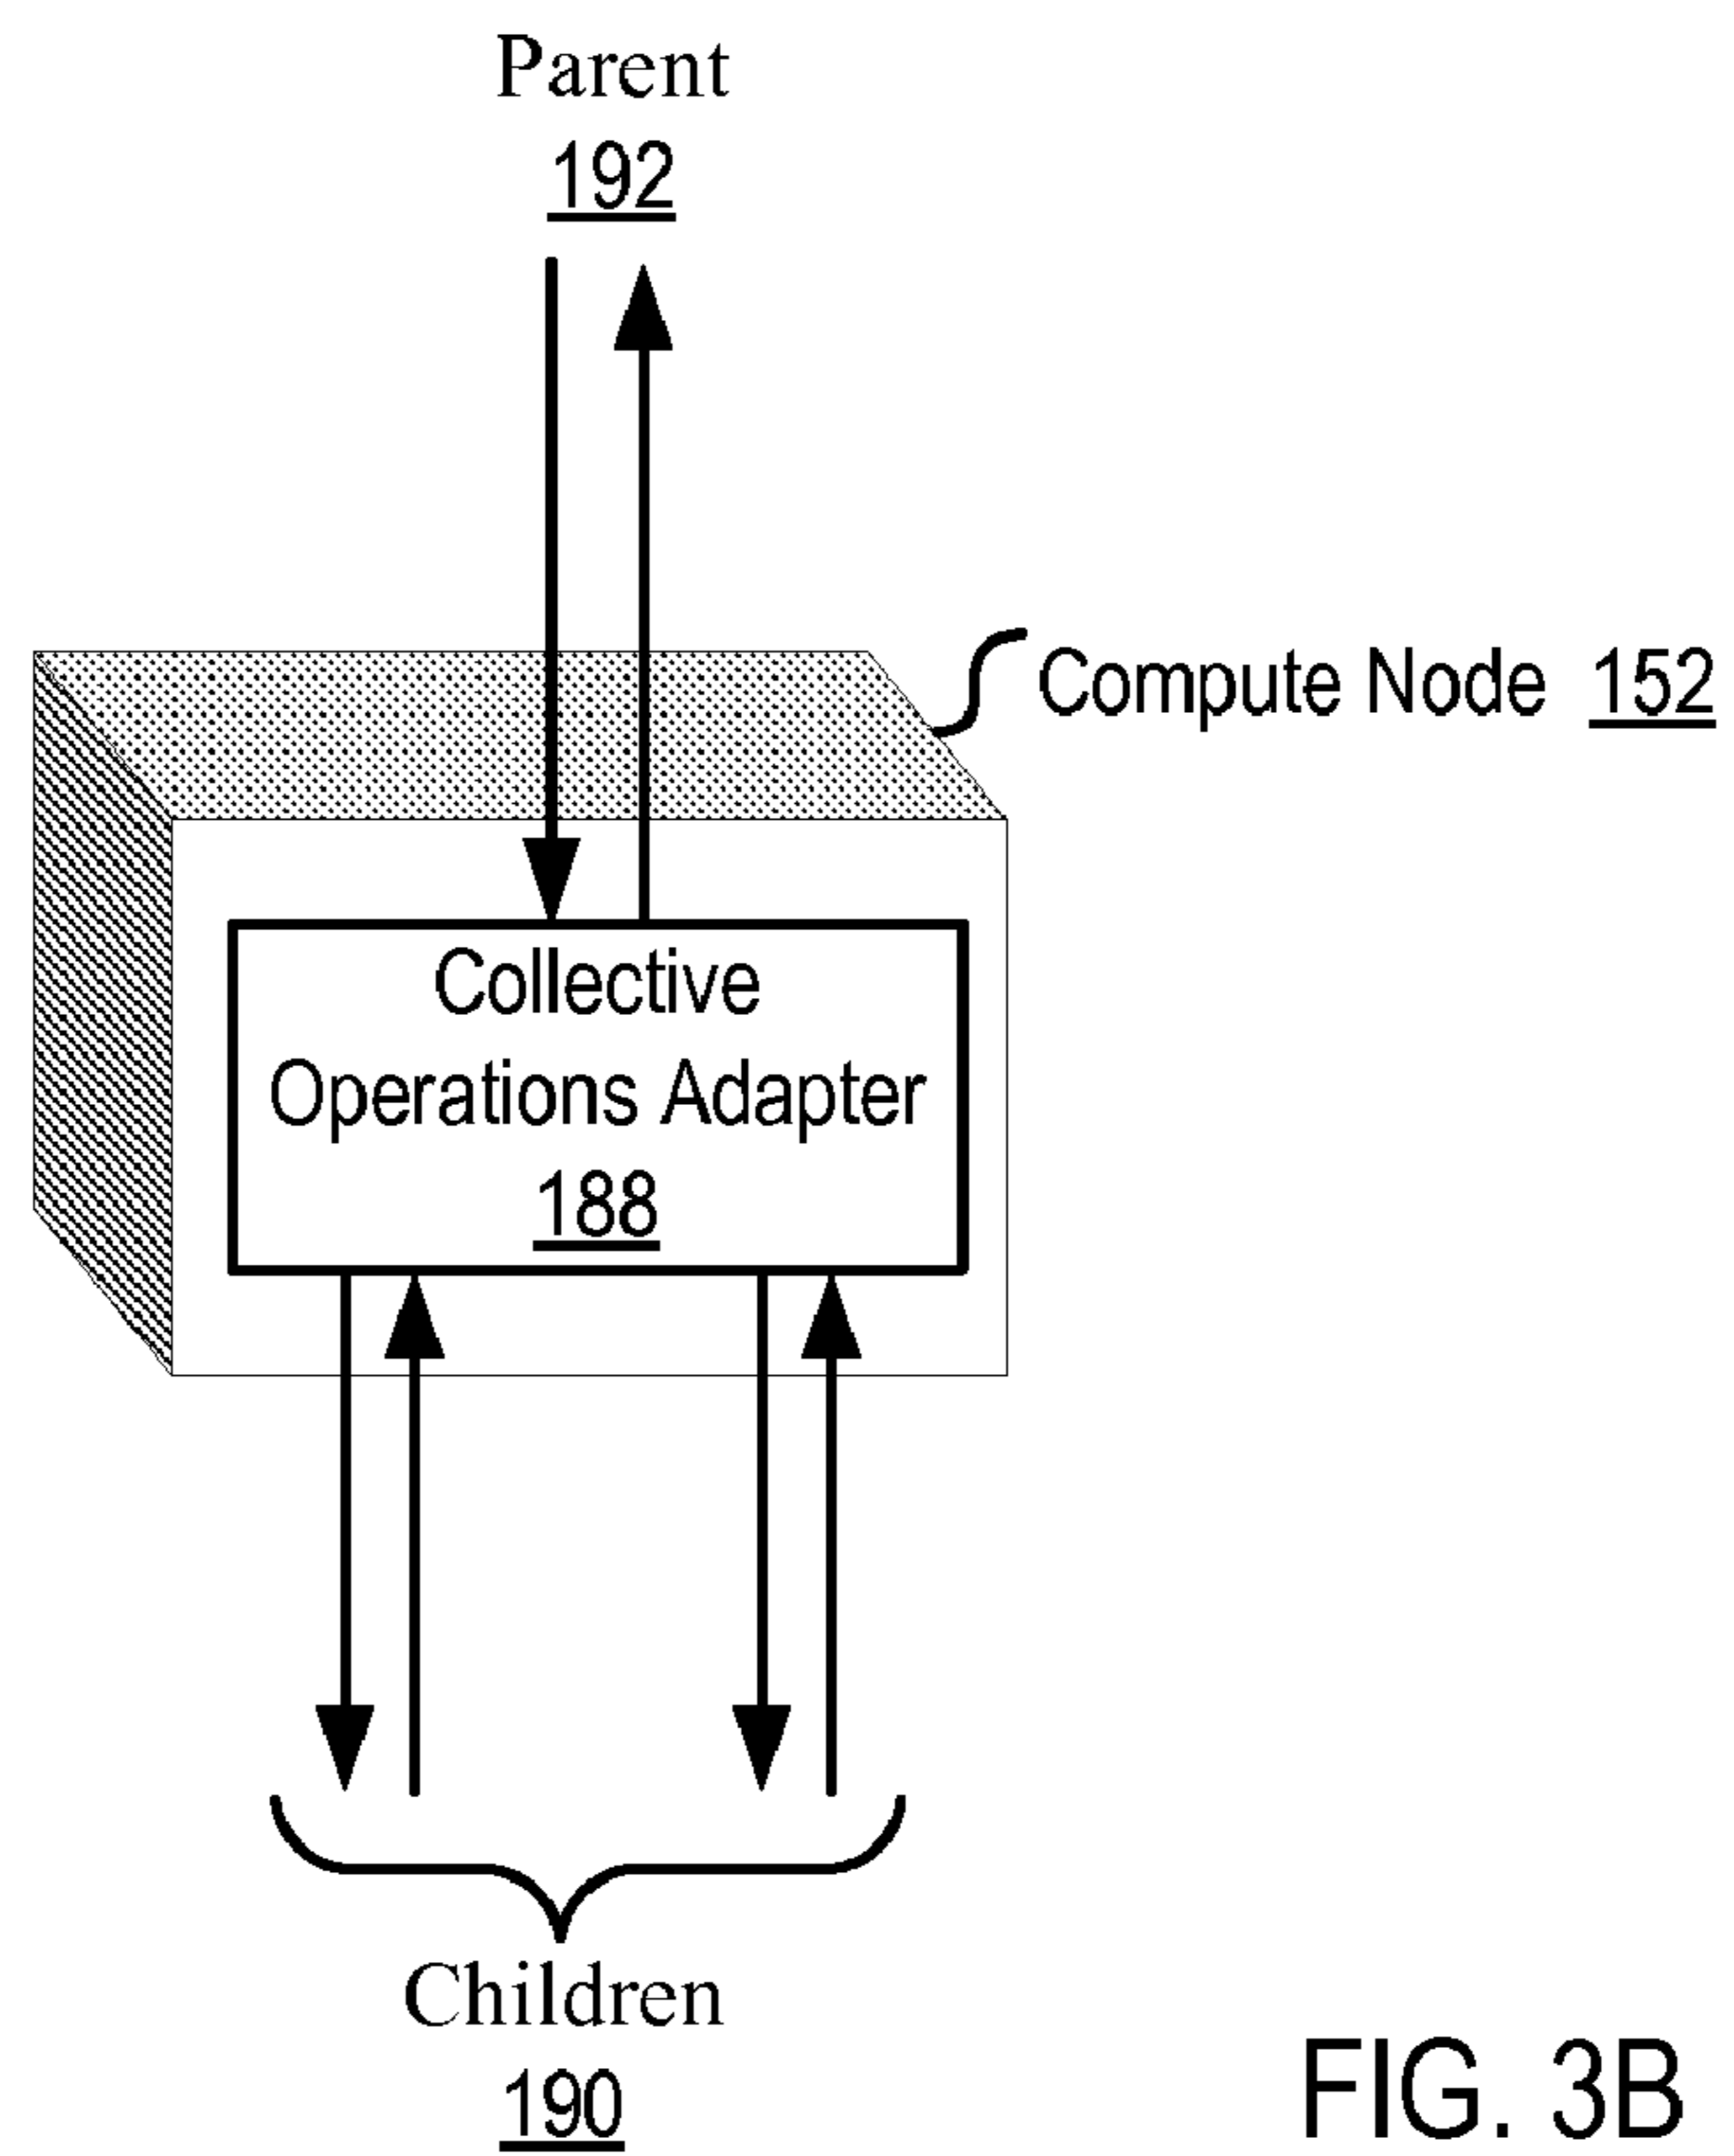 Parent
192
Compute Node 152
Collective
Operations Adapter
188
Children
190
FIG. 3B